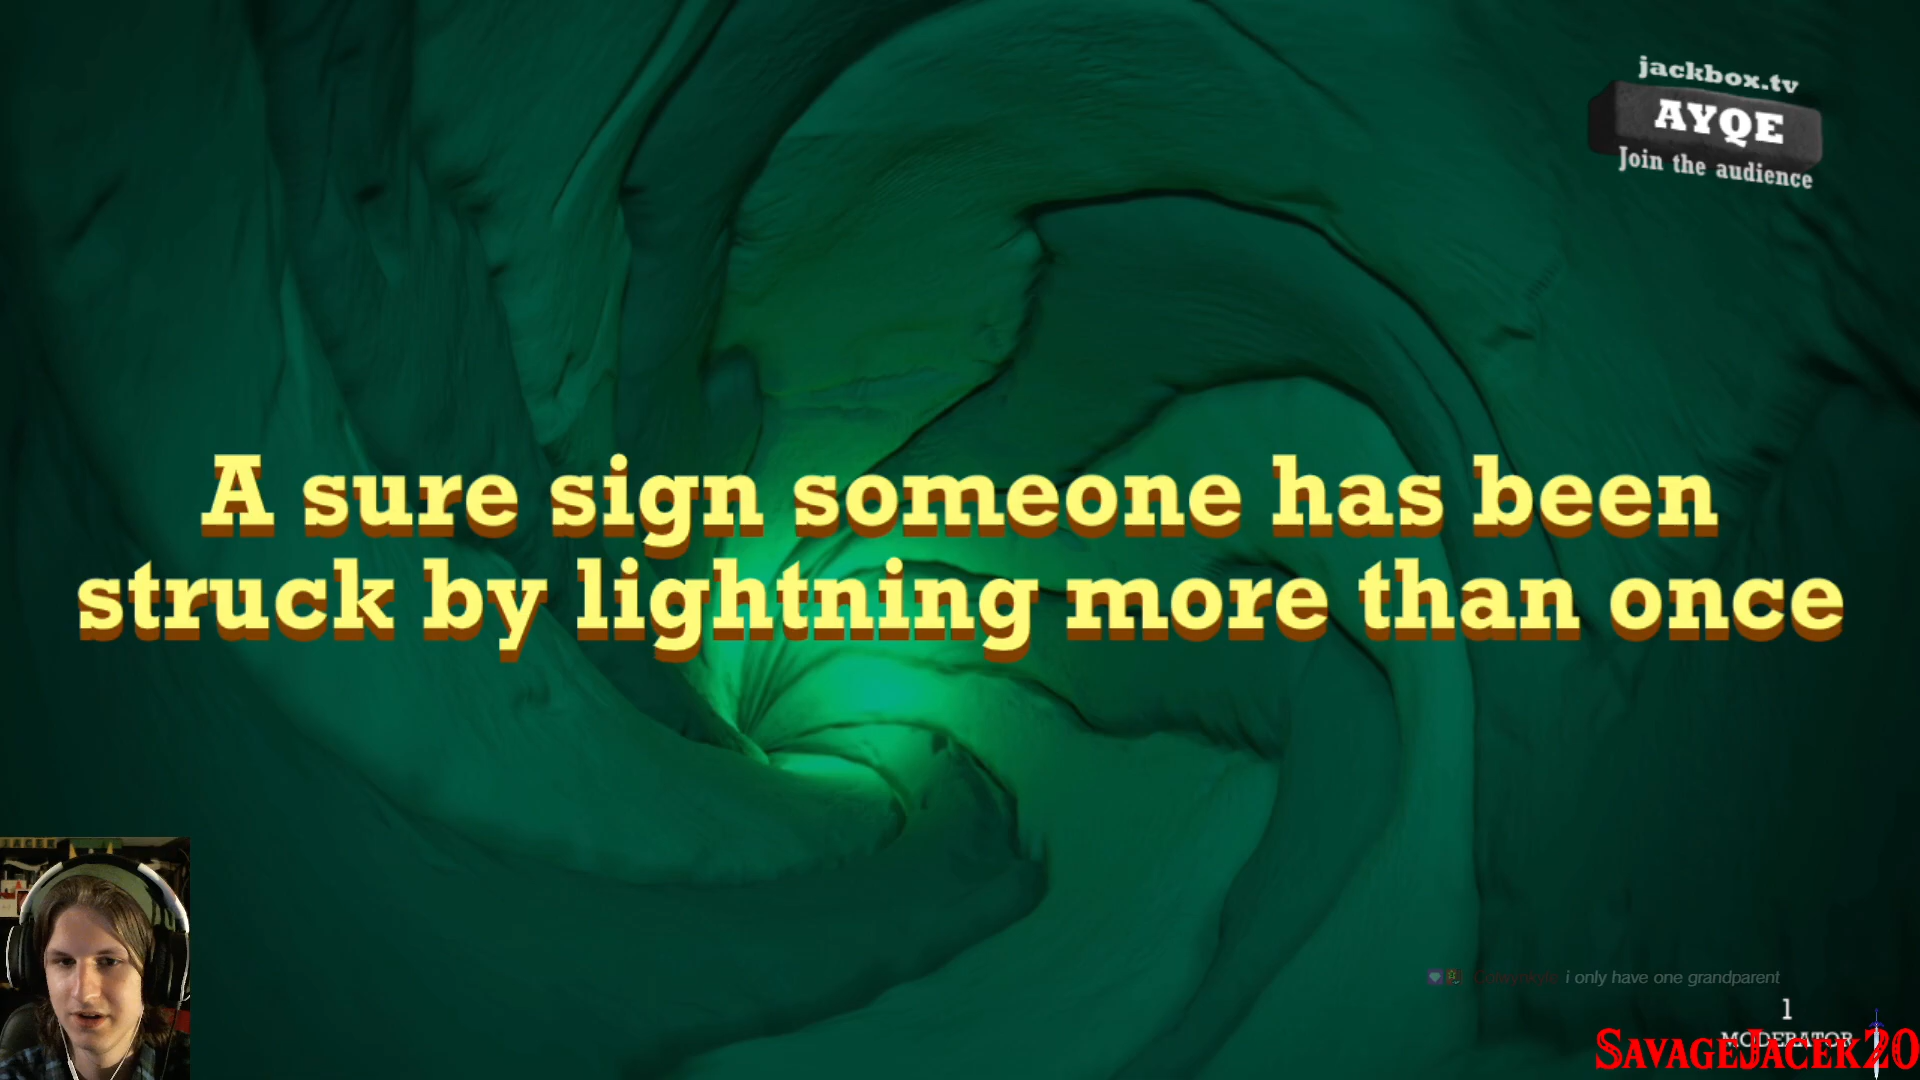 jackbox.tv
AYQE
Join the audience
A sure sign someone has been
struck by lightning more than once
i only have one grandparent
1
MODERATOR
SAVAGEJACEK20